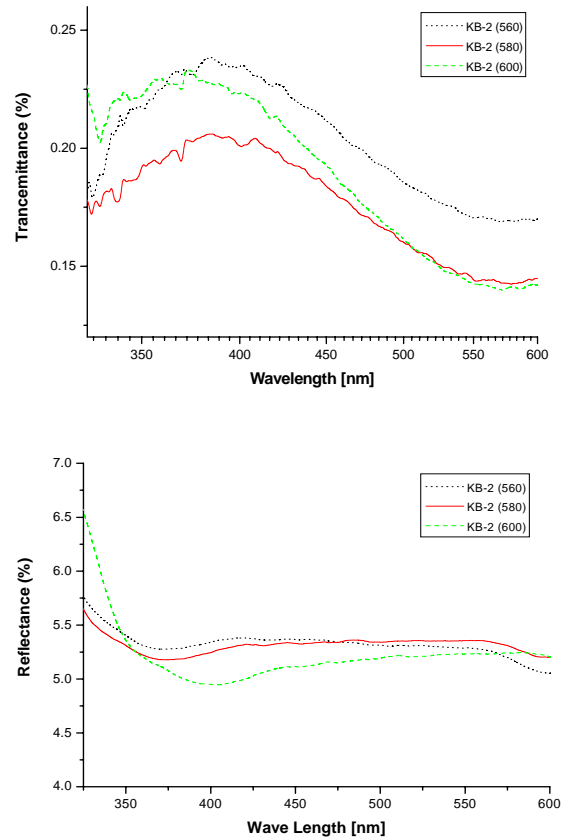 0.25
0.20
0.15
Trancemittance (%)
KB-2 (560)
KB-2 (580)
KB-2 (600)
350
400
450
500
550
600
Wavelength [nm]
7.0
6.5
6.0
5.5
5.0
4.5
4.0
Reflectance (%)
KB-2 (560)
KB-2 (580)
KB-2 (600)
350
400
450
500
550
600
Wave Length [nm]